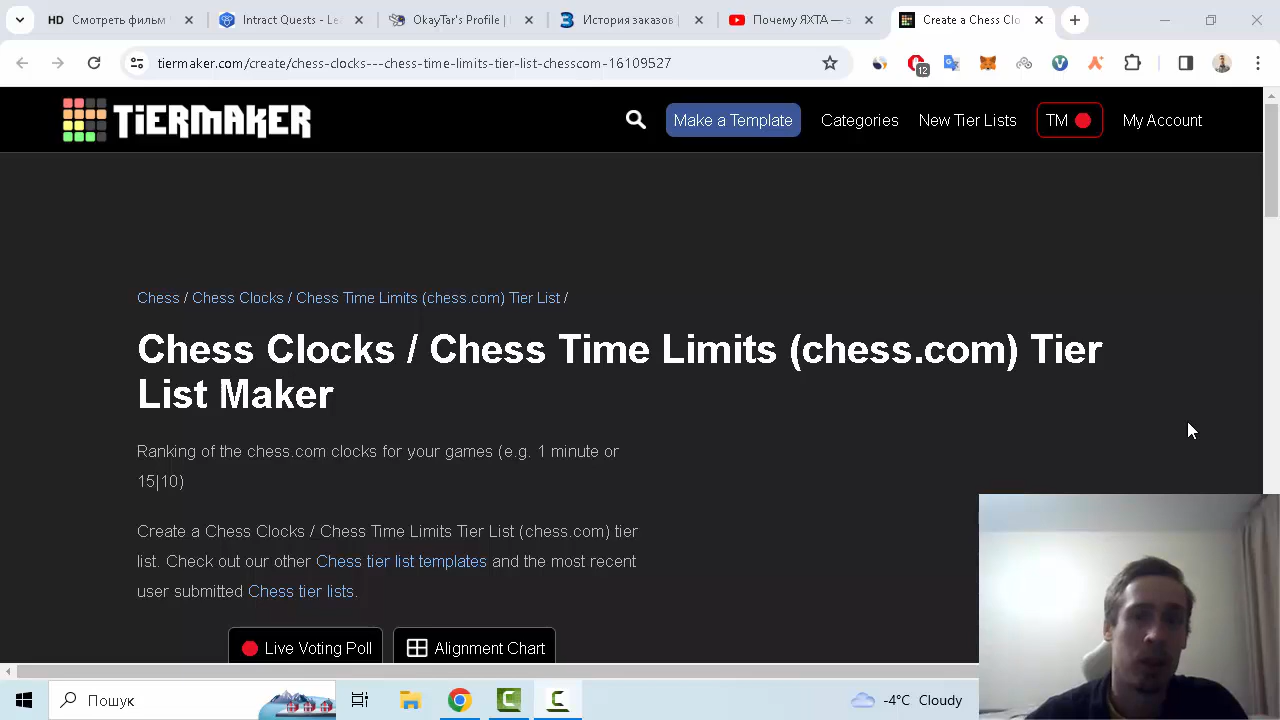 HD Смотреть фильм
Intract Quests - Le
OkayTar's Profile |
История заказов |
Почему ЯХТА — з
Create a Chess Clo
tiermaker.com/create/chess-clocks---chess-time-limits-tier-list-chesscom-16109527
12
TiERMAKER
Make a Template
Categories
New Tier Lists
TM
My Account
Chess / Chess Clocks / Chess Time Limits (chess.com) Tier List /
Chess Clocks / Chess Time Limits (chess.com) Tier
List Maker
Ranking of the chess.com clocks for your games (e.g. 1 minute or
15|10)
Create a Chess Clocks / Chess Time Limits Tier List (chess.com) tier
list. Check out our other Chess tier list templates and the most recent
user submitted Chess tier lists.
Live Voting Poll
Alignment Chart
Пошук
-4°C Cloudy